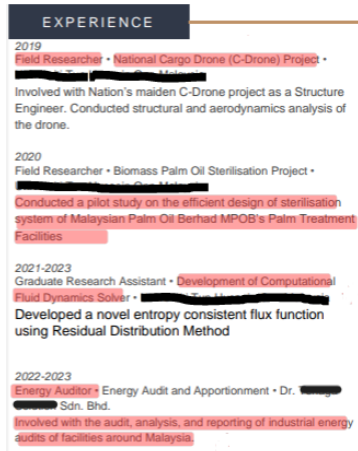 EXPERIENCE
2019
Field Researcher • National Cargo Drone (C-Drone) Project •
Involved with Nation's maiden C-Drone project as a Structure
Engineer. Conducted structural and aerodynamics analysis of
the drone.
2020
Field Researcher • Biomass Palm Oil Sterilisation Project •
Conducted a pilot study on the efficient design of sterilisation
system of Malaysian Palm Oil Berhad MPOB's Palm Treatment
Facilities
2021-2023
Graduate Research Assistant • Development of Computational
Fluid Dynamics Solver •
Developed a novel entropy consistent flux function
using Residual Distribution Method
2022-2023
Energy Auditor • Energy Audit and Apportionment • Dr.
Sdn. Bhd.
Involved with the audit, analysis, and reporting of industrial energy
audits of facilities around Malaysia.